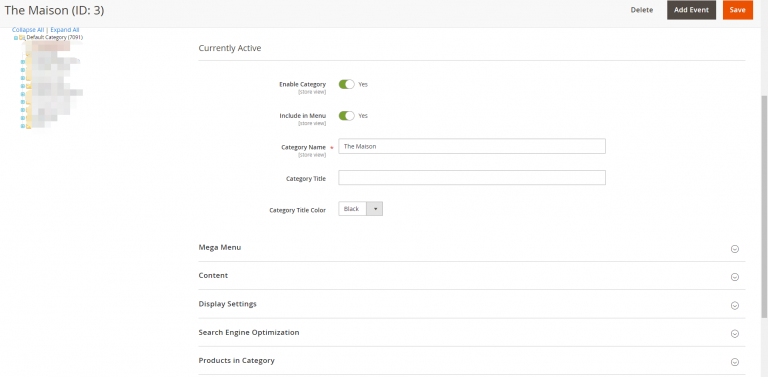 The Maison (ID: 3)
Delete
Add Event
Save
Collapse All | Expand All
Default Category (7091)
Currently Active
Enable Category
[store view]
Yes
Include in Menu
[store view]
Yes
Category Name *
[store view]
The Maison
Category Title
Category Title Color
Black
Mega Menu
Content
Display Settings
Search Engine Optimization
Products in Category